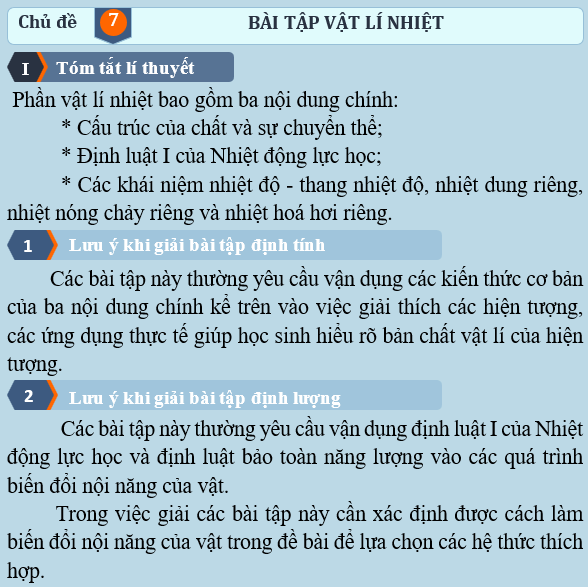 Chủ đề 7 BÀI TẬP VẬT LÍ NHIỆT
I Tóm tắt lí thuyết
Phần vật lí nhiệt bao gồm ba nội dung chính:
* Cấu trúc của chất và sự chuyển thể;
* Định luật I của Nhiệt động lực học;
* Các khái niệm nhiệt độ - thang nhiệt độ, nhiệt dung riêng,
nhiệt nóng chảy riêng và nhiệt hoá hơi riêng.
1 Lưu ý khi giải bài tập định tính
Các bài tập này thường yêu cầu vận dụng các kiến thức cơ bản
của ba nội dung chính kể trên vào việc giải thích các hiện tượng,
các ứng dụng thực tế giúp học sinh hiểu rõ bản chất vật lí của hiện
tượng.
2 Lưu ý khi giải bài tập định lượng
Các bài tập này thường yêu cầu vận dụng định luật I của Nhiệt
động lực học và định luật bảo toàn năng lượng vào các quá trình
biến đổi nội năng của vật.
Trong việc giải các bài tập này cần xác định được cách làm
biến đổi nội năng của vật trong đề bài để lựa chọn các hệ thức thích
hợp.